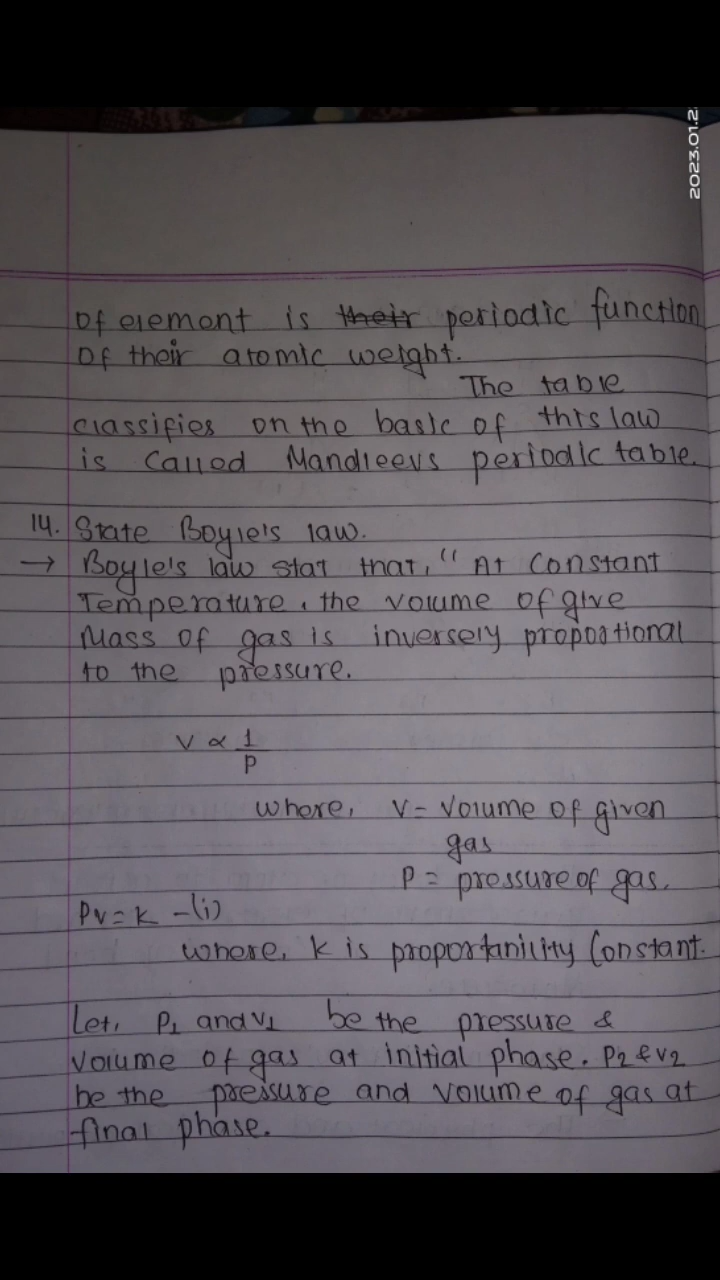 2023.01.2
of element is their periodic function
of their atomic weight.
The table
classifies on the basic of this law
is called Mandleevs periodic table.
14. State Boyle's law.
→ Boyle's law stat that, " At constant
Temperature, the volume of give
Mass of gas is inversely proportional
to the pressure.
V ∝ 1/P
where, V- volume of given
gas
P = pressure of gas.
PV = K -(i)
where, K is proportanility Constant.
Let, P1 and V1 be the pressure &
volume of gas at initial phase. P2 & V2
be the pressure and volume of gas at
final phase.